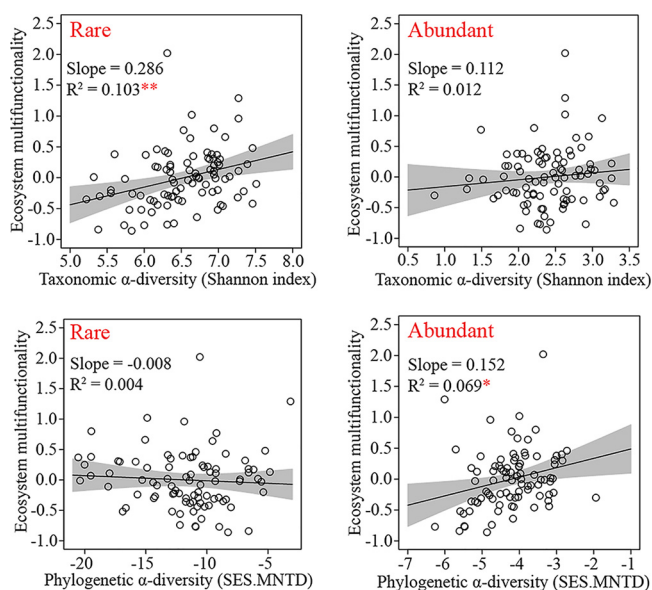 Rare
Slope = 0.286
R² = 0.103**
Ecosystem multifunctionality
2.5
2.0
1.5
1.0
0.5
0.0
-0.5
-1.0
5.0 5.5 6.0 6.5 7.0 7.5 8.0
Taxonomic α-diversity (Shannon index)
Abundant
Slope = 0.112
R² = 0.012
Ecosystem multifunctionality
2.5
2.0
1.5
1.0
0.5
0.0
-0.5
-1.0
0.5 1.0 1.5 2.0 2.5 3.0 3.5
Taxonomic α-diversity (Shannon index)
Rare
Slope = -0.008
R² = 0.004
Ecosystem multifunctionality
2.5
2.0
1.5
1.0
0.5
0.0
-0.5
-1.0
-20 -15 -10 -5
Phylogenetic α-diversity (SES.MNTD)
Abundant
Slope = 0.152
R² = 0.069*
Ecosystem multifunctionality
2.5
2.0
1.5
1.0
0.5
0.0
-0.5
-1.0
-7 -6 -5 -4 -3 -2 -1
Phylogenetic α-diversity (SES.MNTD)